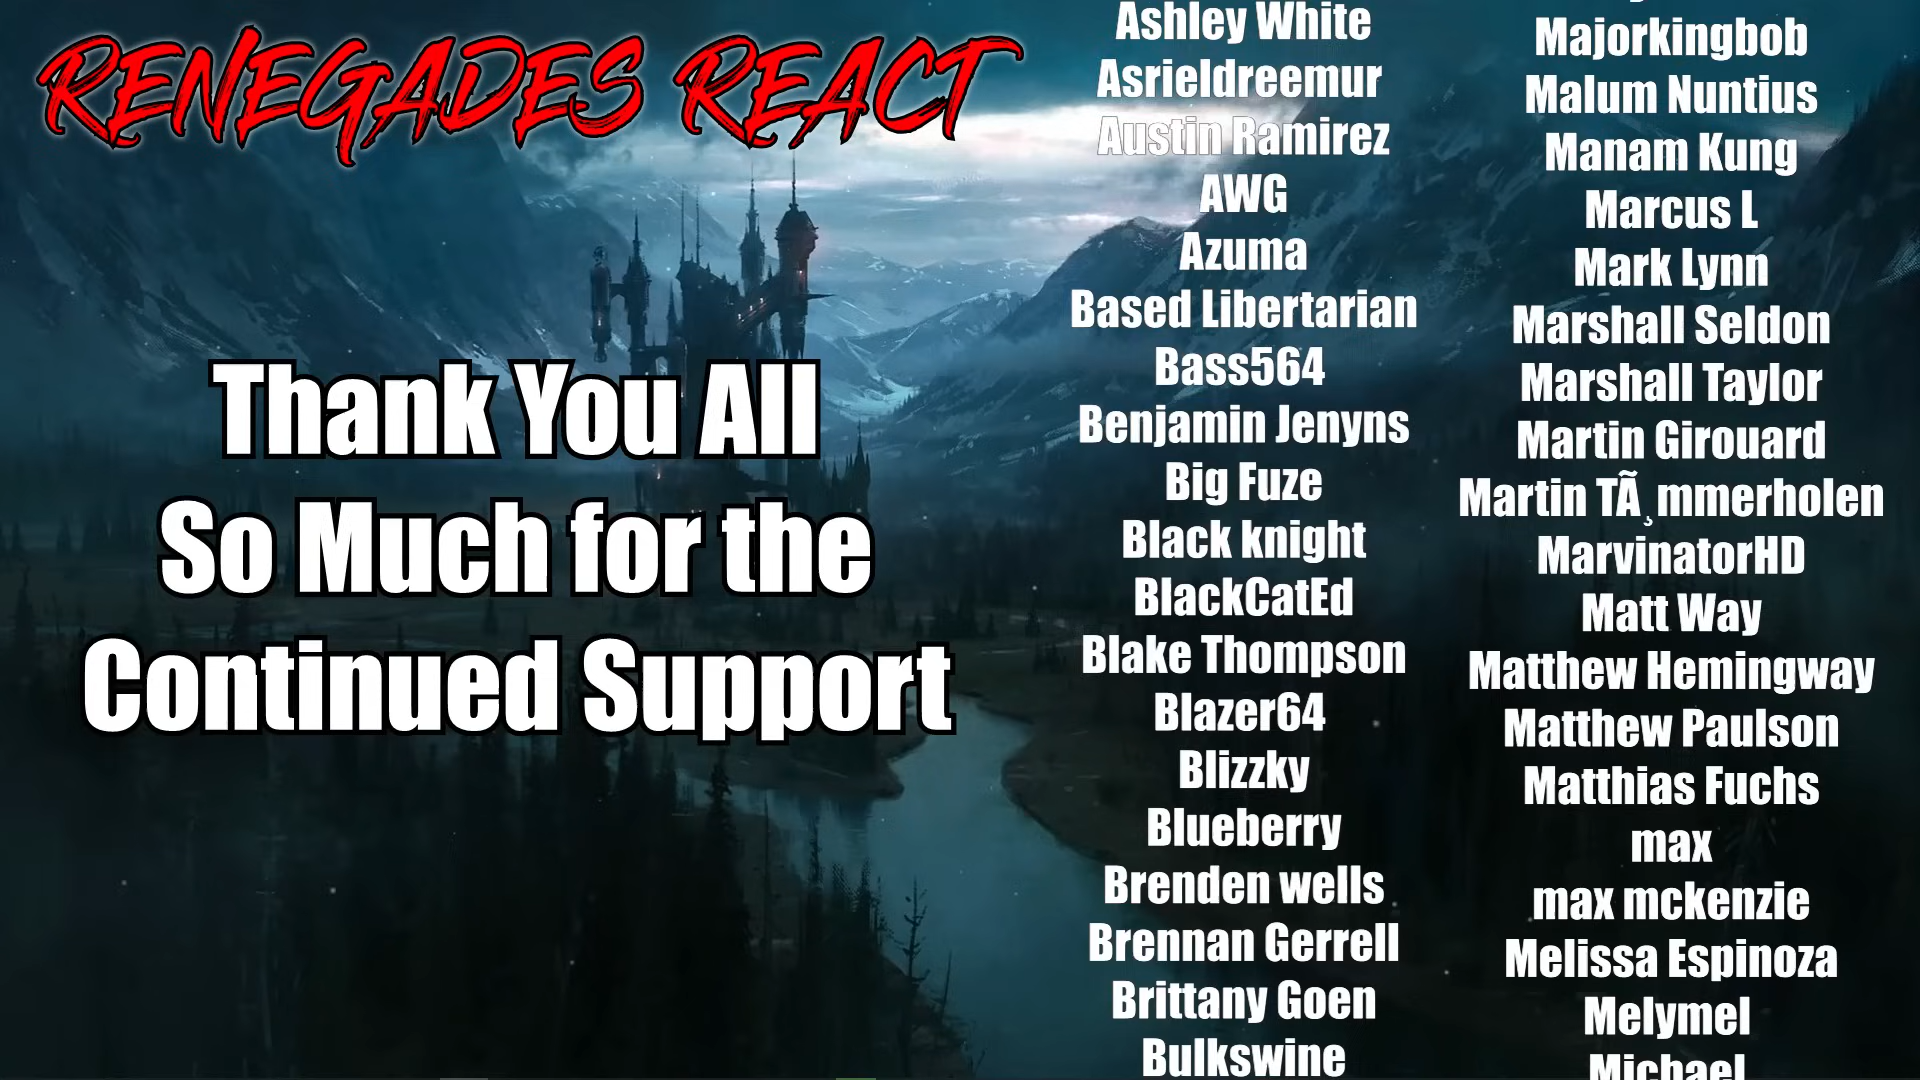 RENEGADES REACT
Thank You All
So Much for the
Continued Support
Ashley White
Asrieldreemur
Austin Ramirez
AWG
Azuma
Based Libertarian
Bass564
Benjamin Jenyns
Big Fuze
Black knight
BlackCatEd
Blake Thompson
Blazer64
Blizzky
Blueberry
Brenden wells
Brennan Gerrell
Brittany Goen
Bulkswine
Majorkingbob
Malum Nuntius
Manam Kung
Marcus L
Mark Lynn
Marshall Seldon
Marshall Taylor
Martin Girouard
Martin TÃ¸mmerholen
MarvinatorHD
Matt Way
Matthew Hemingway
Matthew Paulson
Matthias Fuchs
max
max mckenzie
Melissa Espinoza
Melymel
Michael